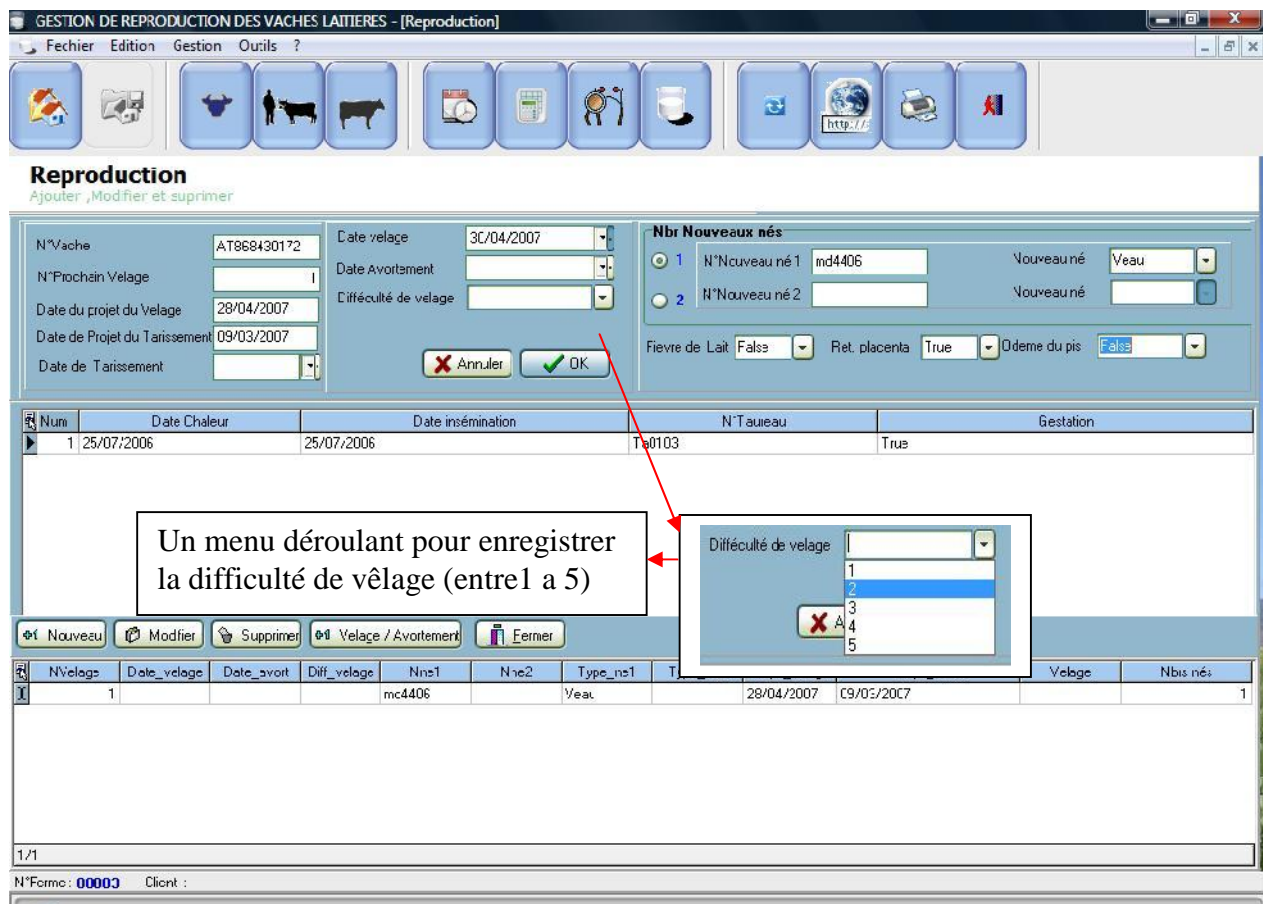 GESTION DE REPRODUCTION DES VACHES LAITIERES - [Reproduction]
Fechier Edition Gestion Outils ?
http://
Reproduction
Ajouter ,Modifier et suprimer
N°Vache AT868430172
N°Prochain Velage 1
Date du projet du Velage 28/04/2007
Date de Projet du Tarissement 09/03/2007
Date de Tarissement
Date velage 30/04/2007
Date Avortement
Difféculté de velage
Annuler OK
Nbr Nouveaux nés
1 N°Nouveau né 1 md4406 Nouveau né Veau
2 N°Nouveau né 2 Nouveau né
Fievre de Lait False Ret. placenta True Odeme du pis False
Num Date Chaleur Date insémination N°Taureau Gestation
1 25/07/2006 25/07/2006 Ta0103 True
Un menu déroulant pour enregistrer
la difficulté de vêlage (entre1 a 5)
Difféculté de velage
1
2
3
A 4
5
Nouveau Modfier Supprimer Velage / Avortement Fermer
NVelage Date_velage Date_avort Diff_velage Nne1 Nne2 Type_ne1 Velage Nbrs nés
1 mc4406 Veau 28/04/2007 09/03/2007 1
1/1
N°Ferme : 00003 Client :